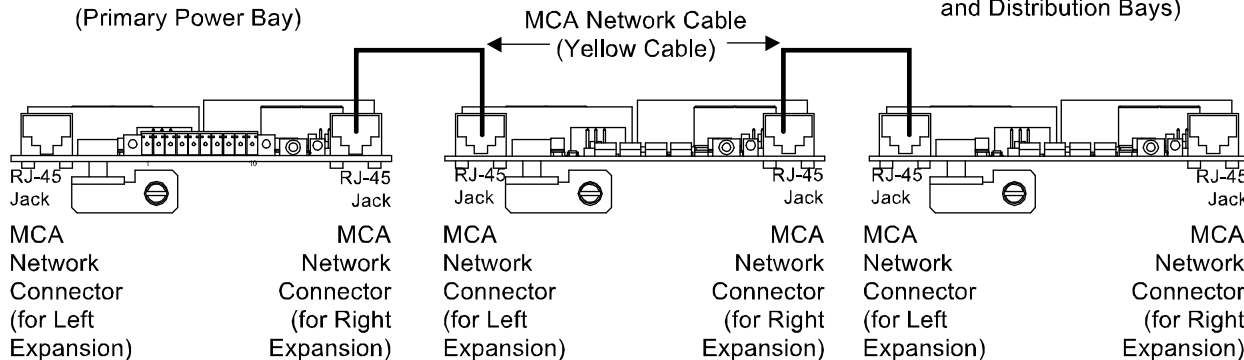 (Primary Power Bay)
MCA Network Cable
(Yellow Cable)
and Distribution Bays)
1
10
RJ-45
Jack
RJ-45
Jack
RJ-45
Jack
RJ-45
Jack
RJ-45
Jack
RJ-45
Jack
MCA
Network
Connector
(for Left
Expansion)
MCA
Network
Connector
(for Right
Expansion)
MCA
Network
Connector
(for Left
Expansion)
MCA
Network
Connector
(for Right
Expansion)
MCA
Network
Connector
(for Left
Expansion)
MCA
Network
Connector
(for Right
Expansion)